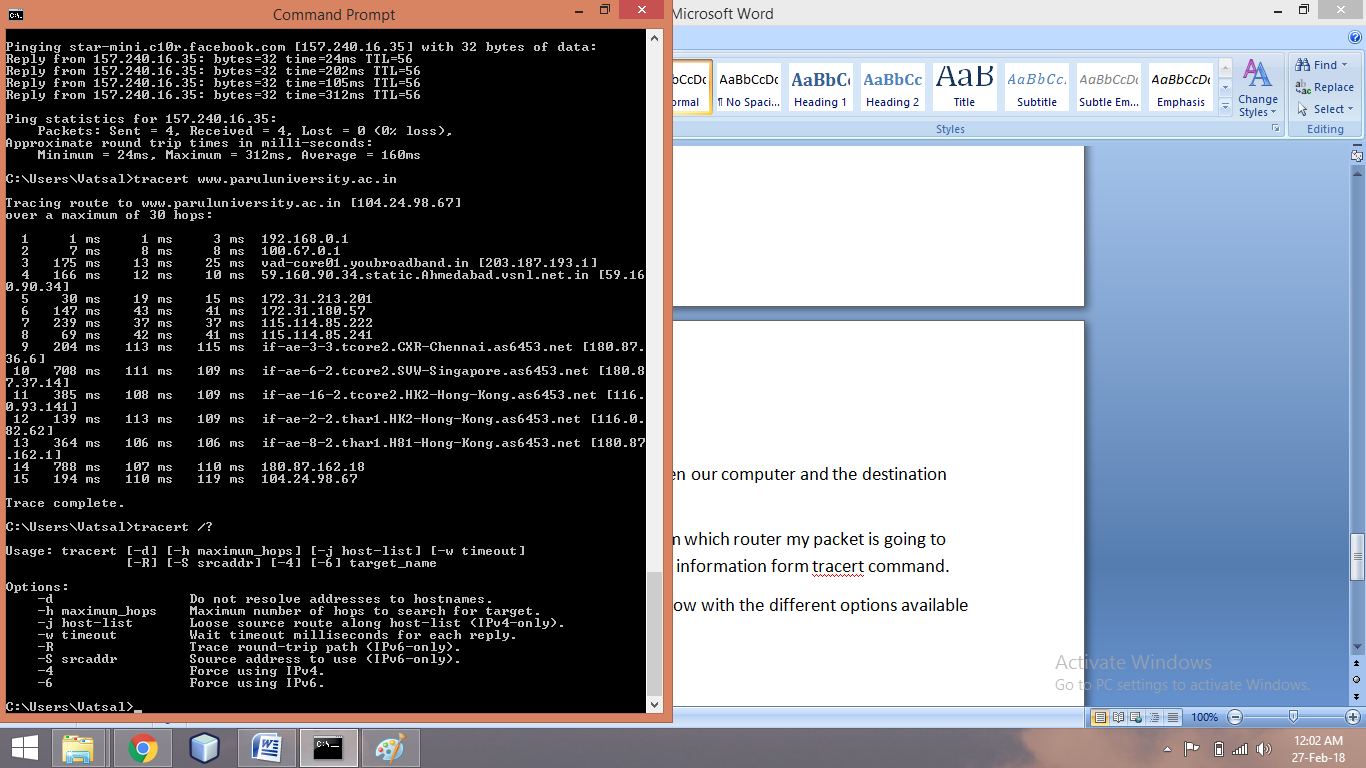 Command Prompt
Pinging star-mini.c10r.facebook.com [157.240.16.35] with 32 bytes of data:
Reply from 157.240.16.35: bytes=32 time=24ms TTL=56
Reply from 157.240.16.35: bytes=32 time=202ms TTL=56
Reply from 157.240.16.35: bytes=32 time=105ms TTL=56
Reply from 157.240.16.35: bytes=32 time=312ms TTL=56
Ping statistics for 157.240.16.35:
Packets: Sent = 4, Received = 4, Lost = 0 (0% loss),
Approximate round trip times in milli-seconds:
Minimum = 24ms, Maximum = 312ms, Average = 160ms
C:\Users\Vatsal>tracert www.paruluniversity.ac.in
Tracing route to www.paruluniversity.ac.in [104.24.98.67]
over a maximum of 30 hops:
1 1 ms 1 ms 3 ms 192.168.0.1
2 7 ms 8 ms 8 ms 100.67.0.1
3 175 ms 13 ms 25 ms vad-core01.youbroadband.in [203.187.193.1]
4 166 ms 12 ms 10 ms 59.160.90.34.static.Ahmedabad.vsnl.net.in [59.16
0.90.34]
5 30 ms 19 ms 15 ms 172.31.213.201
6 147 ms 43 ms 41 ms 172.31.180.57
7 239 ms 37 ms 37 ms 115.114.85.222
8 69 ms 42 ms 41 ms 115.114.85.241
9 204 ms 113 ms 115 ms if-ae-3-3.tcore2.CXR-Chennai.as6453.net [180.87.
36.6]
10 708 ms 111 ms 109 ms if-ae-6-2.tcore2.SVW-Singapore.as6453.net [180.8
7.37.14]
11 385 ms 108 ms 109 ms if-ae-16-2.tcore2.HK2-Hong-Kong.as6453.net [116.
0.93.141]
12 139 ms 113 ms 109 ms if-ae-2-2.thar1.HK2-Hong-Kong.as6453.net [116.0.
82.62]
13 364 ms 106 ms 106 ms if-ae-8-2.thar1.H81-Hong-Kong.as6453.net [180.87
.162.1]
14 788 ms 107 ms 110 ms 180.87.162.18
15 194 ms 110 ms 119 ms 104.24.98.67
Trace complete.
C:\Users\Vatsal>tracert /?
Usage: tracert [-d] [-h maximum_hops] [-j host-list] [-w timeout]
[-R] [-S srcaddr] [-4] [-6] target_name
Options:
-d Do not resolve addresses to hostnames.
-h maximum_hops Maximum number of hops to search for target.
-j host-list Loose source route along host-list (IPv4-only).
-w timeout Wait timeout milliseconds for each reply.
-R Trace round-trip path (IPv6-only).
-S srcaddr Source address to use (IPv6-only).
-4 Force using IPv4.
-6 Force using IPv6.
C:\Users\Vatsal>_
Microsoft Word
bCcDc AaBbCcDc AaBbCc AaBbCc AaB AaBbCc. AaBbCcDc AaBbCcDc
ormal ¶ No Spaci... Heading 1 Heading 2 Title Subtitle Subtle Em... Emphasis
Change
Styles
Styles
Find
Replace
Select
Editing
en our computer and the destination
m which router my packet is going to
information form tracert command.
ow with the different options available
Activate Windows
Go to PC settings to activate Windows.
100%
12:02 AM
27-Feb-18